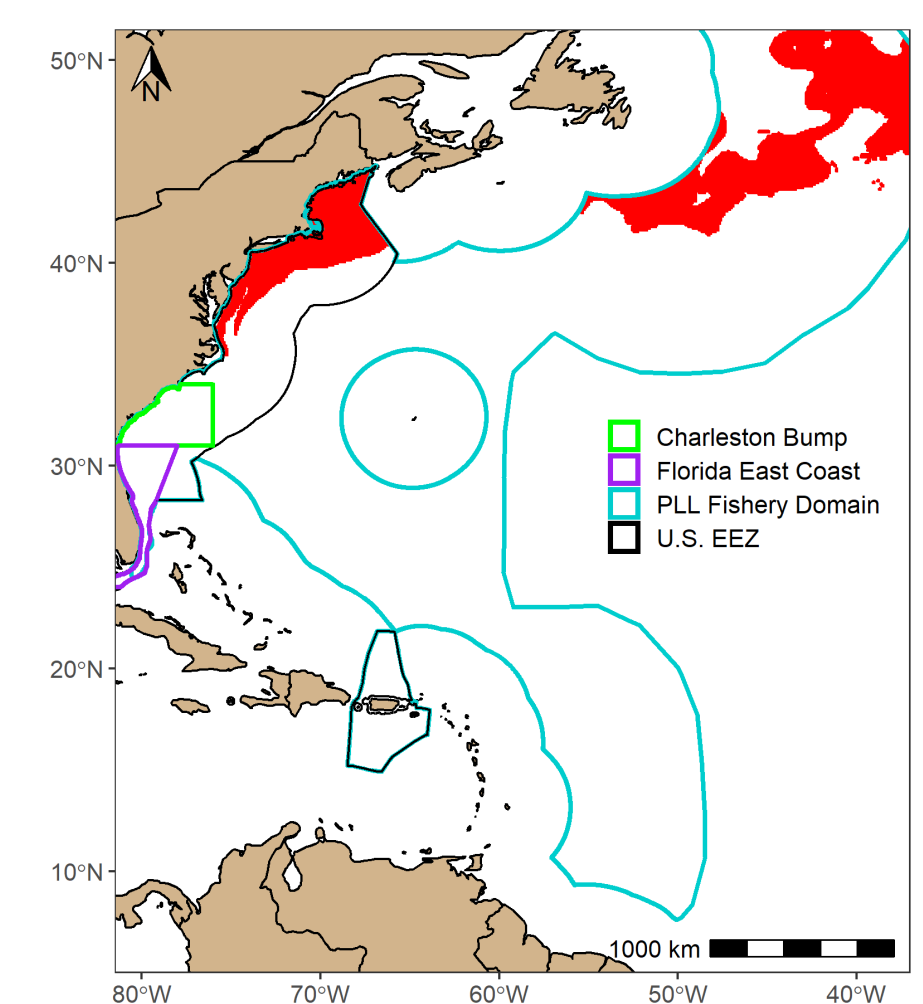 50°N
N
40°N
Charleston Bump
30°N
Florida East Coast
PLL Fishery Domain
U.S. EEZ
20°N
10°N
1000 km
80°W 70°W 60°W 50°W 40°W